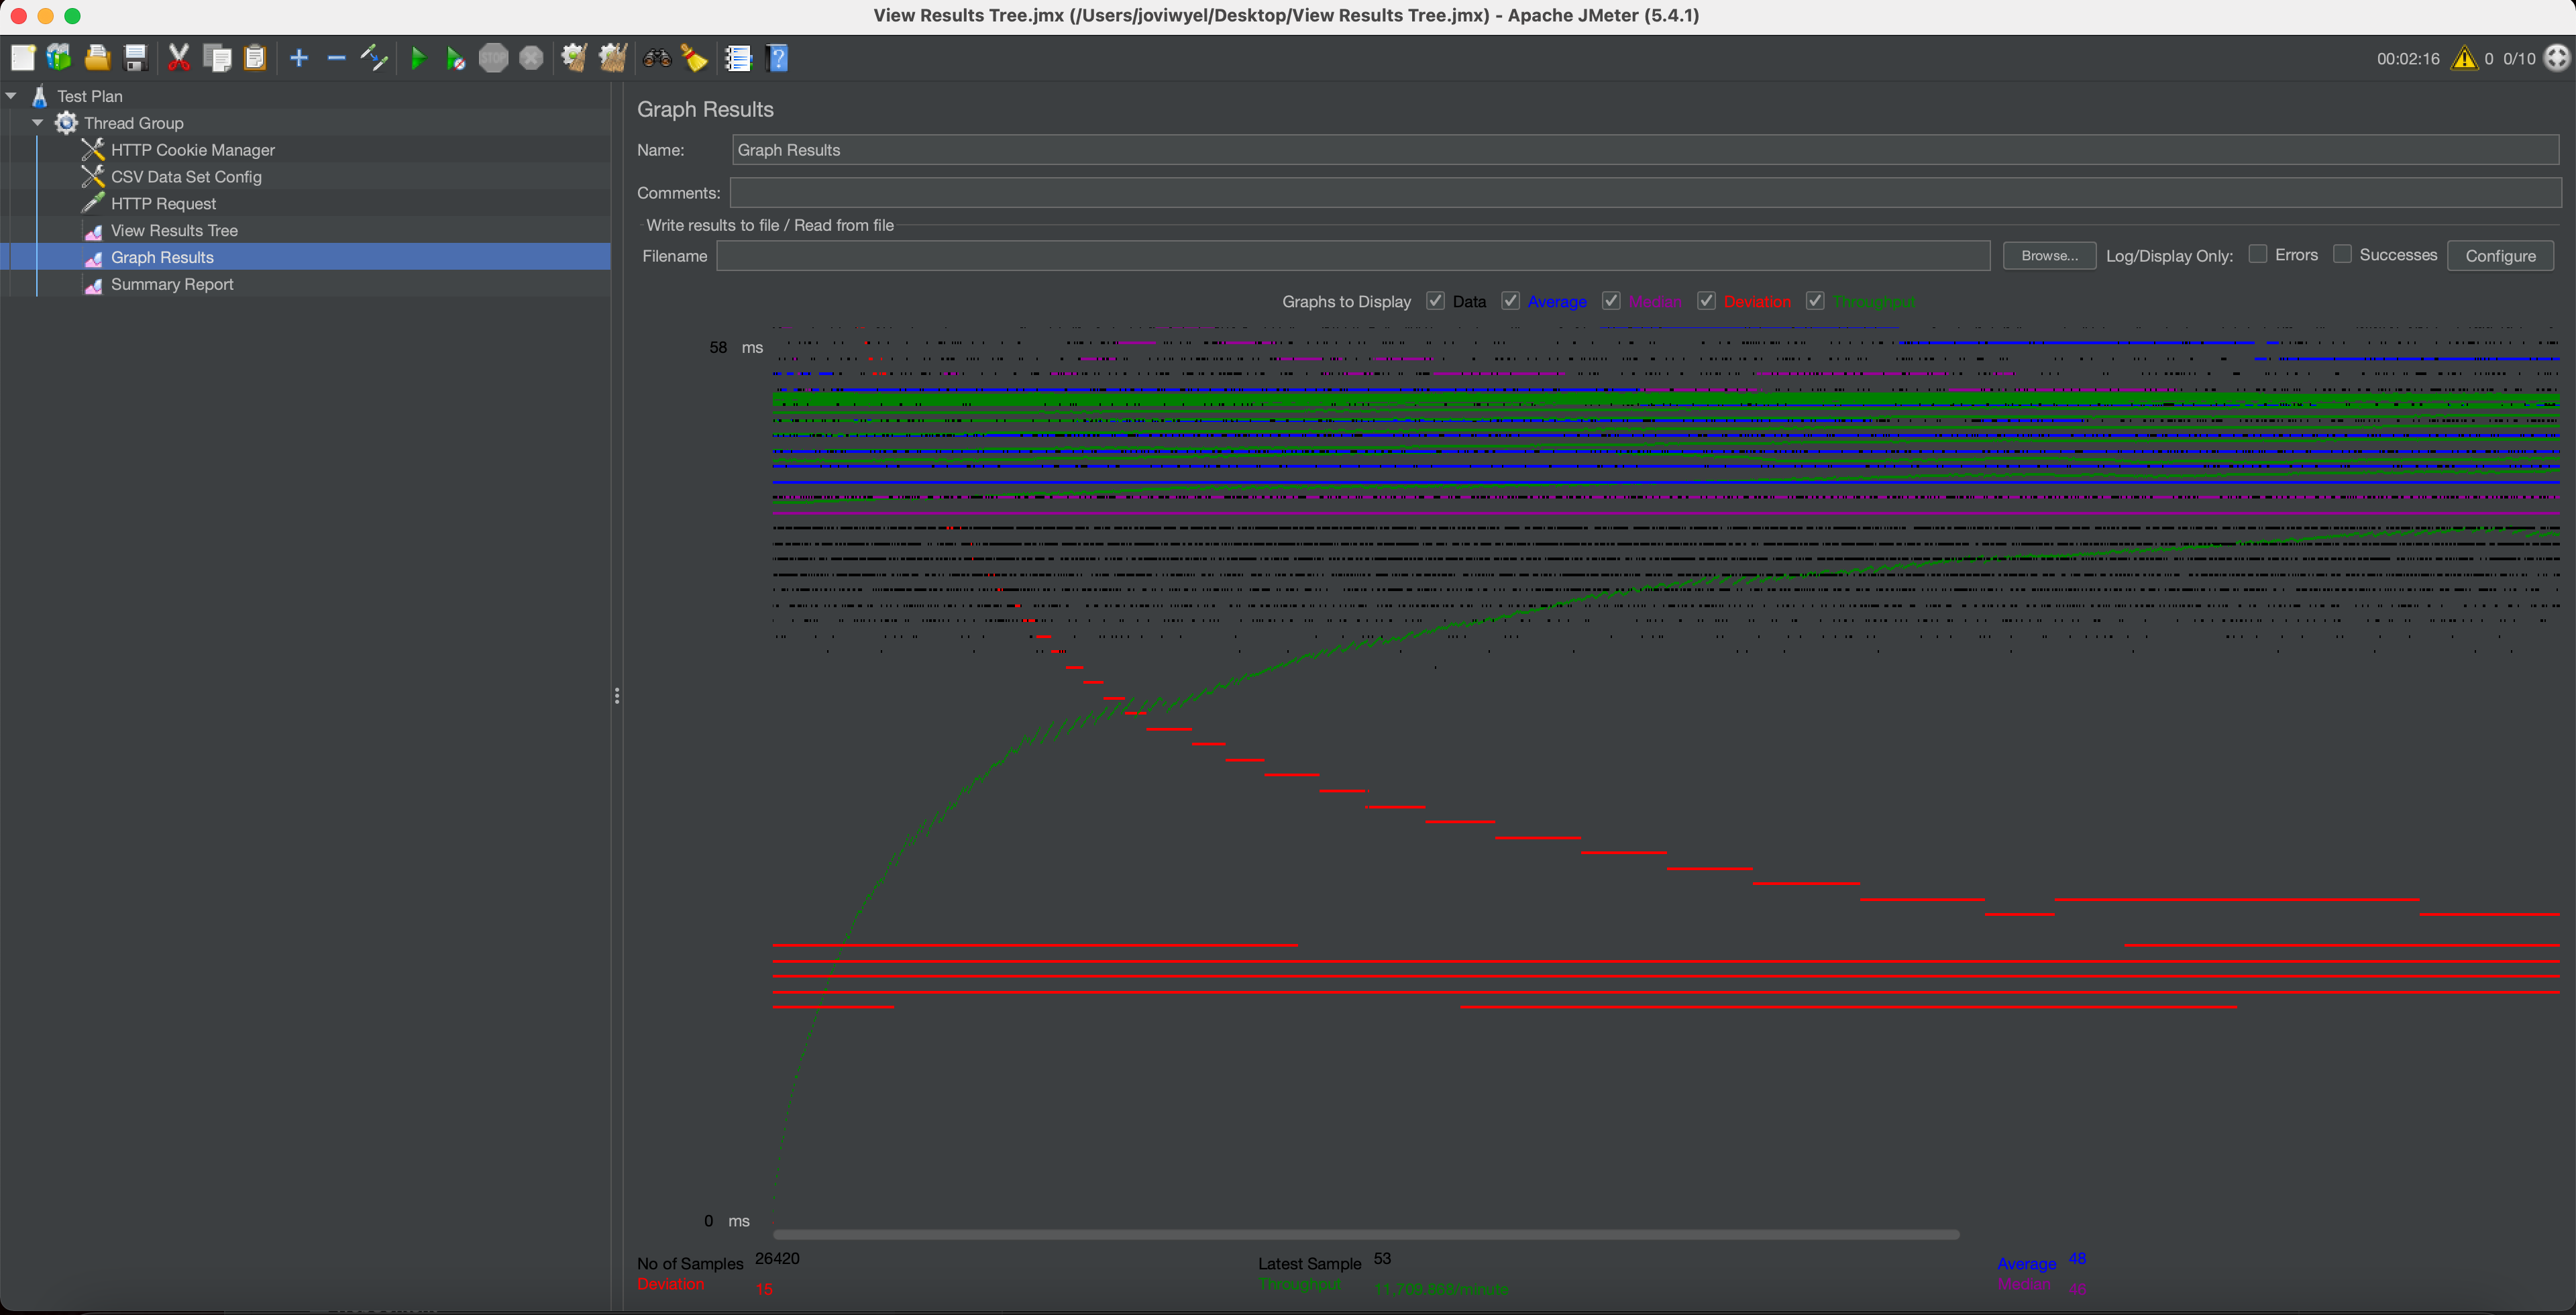 View Results Tree.jmx (/Users/joviwyel/Desktop/View Results Tree.jmx) - Apache JMeter (5.4.1)
STOP
?
00:02:16 0 0/10
Test Plan
Thread Group
HTTP Cookie Manager
CSV Data Set Config
HTTP Request
View Results Tree
Graph Results
Summary Report
Graph Results
Name: Graph Results
Comments:
Write results to file / Read from file
Filename Browse... Log/Display Only: Errors Successes Configure
Graphs to Display Data Average Median Deviation Throughput
58 ms
0 ms
No of Samples 26420 Latest Sample 53 Average 48
Deviation 15 Throughput 11,709.868/minute Median 46